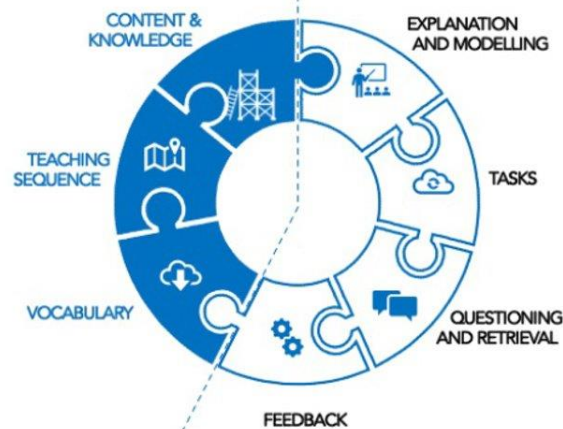 CONTENT &
KNOWLEDGE
EXPLANATION
AND MODELLING
TEACHING
SEQUENCE
TASKS
VOCABULARY
QUESTIONING
AND RETRIEVAL
FEEDBACK